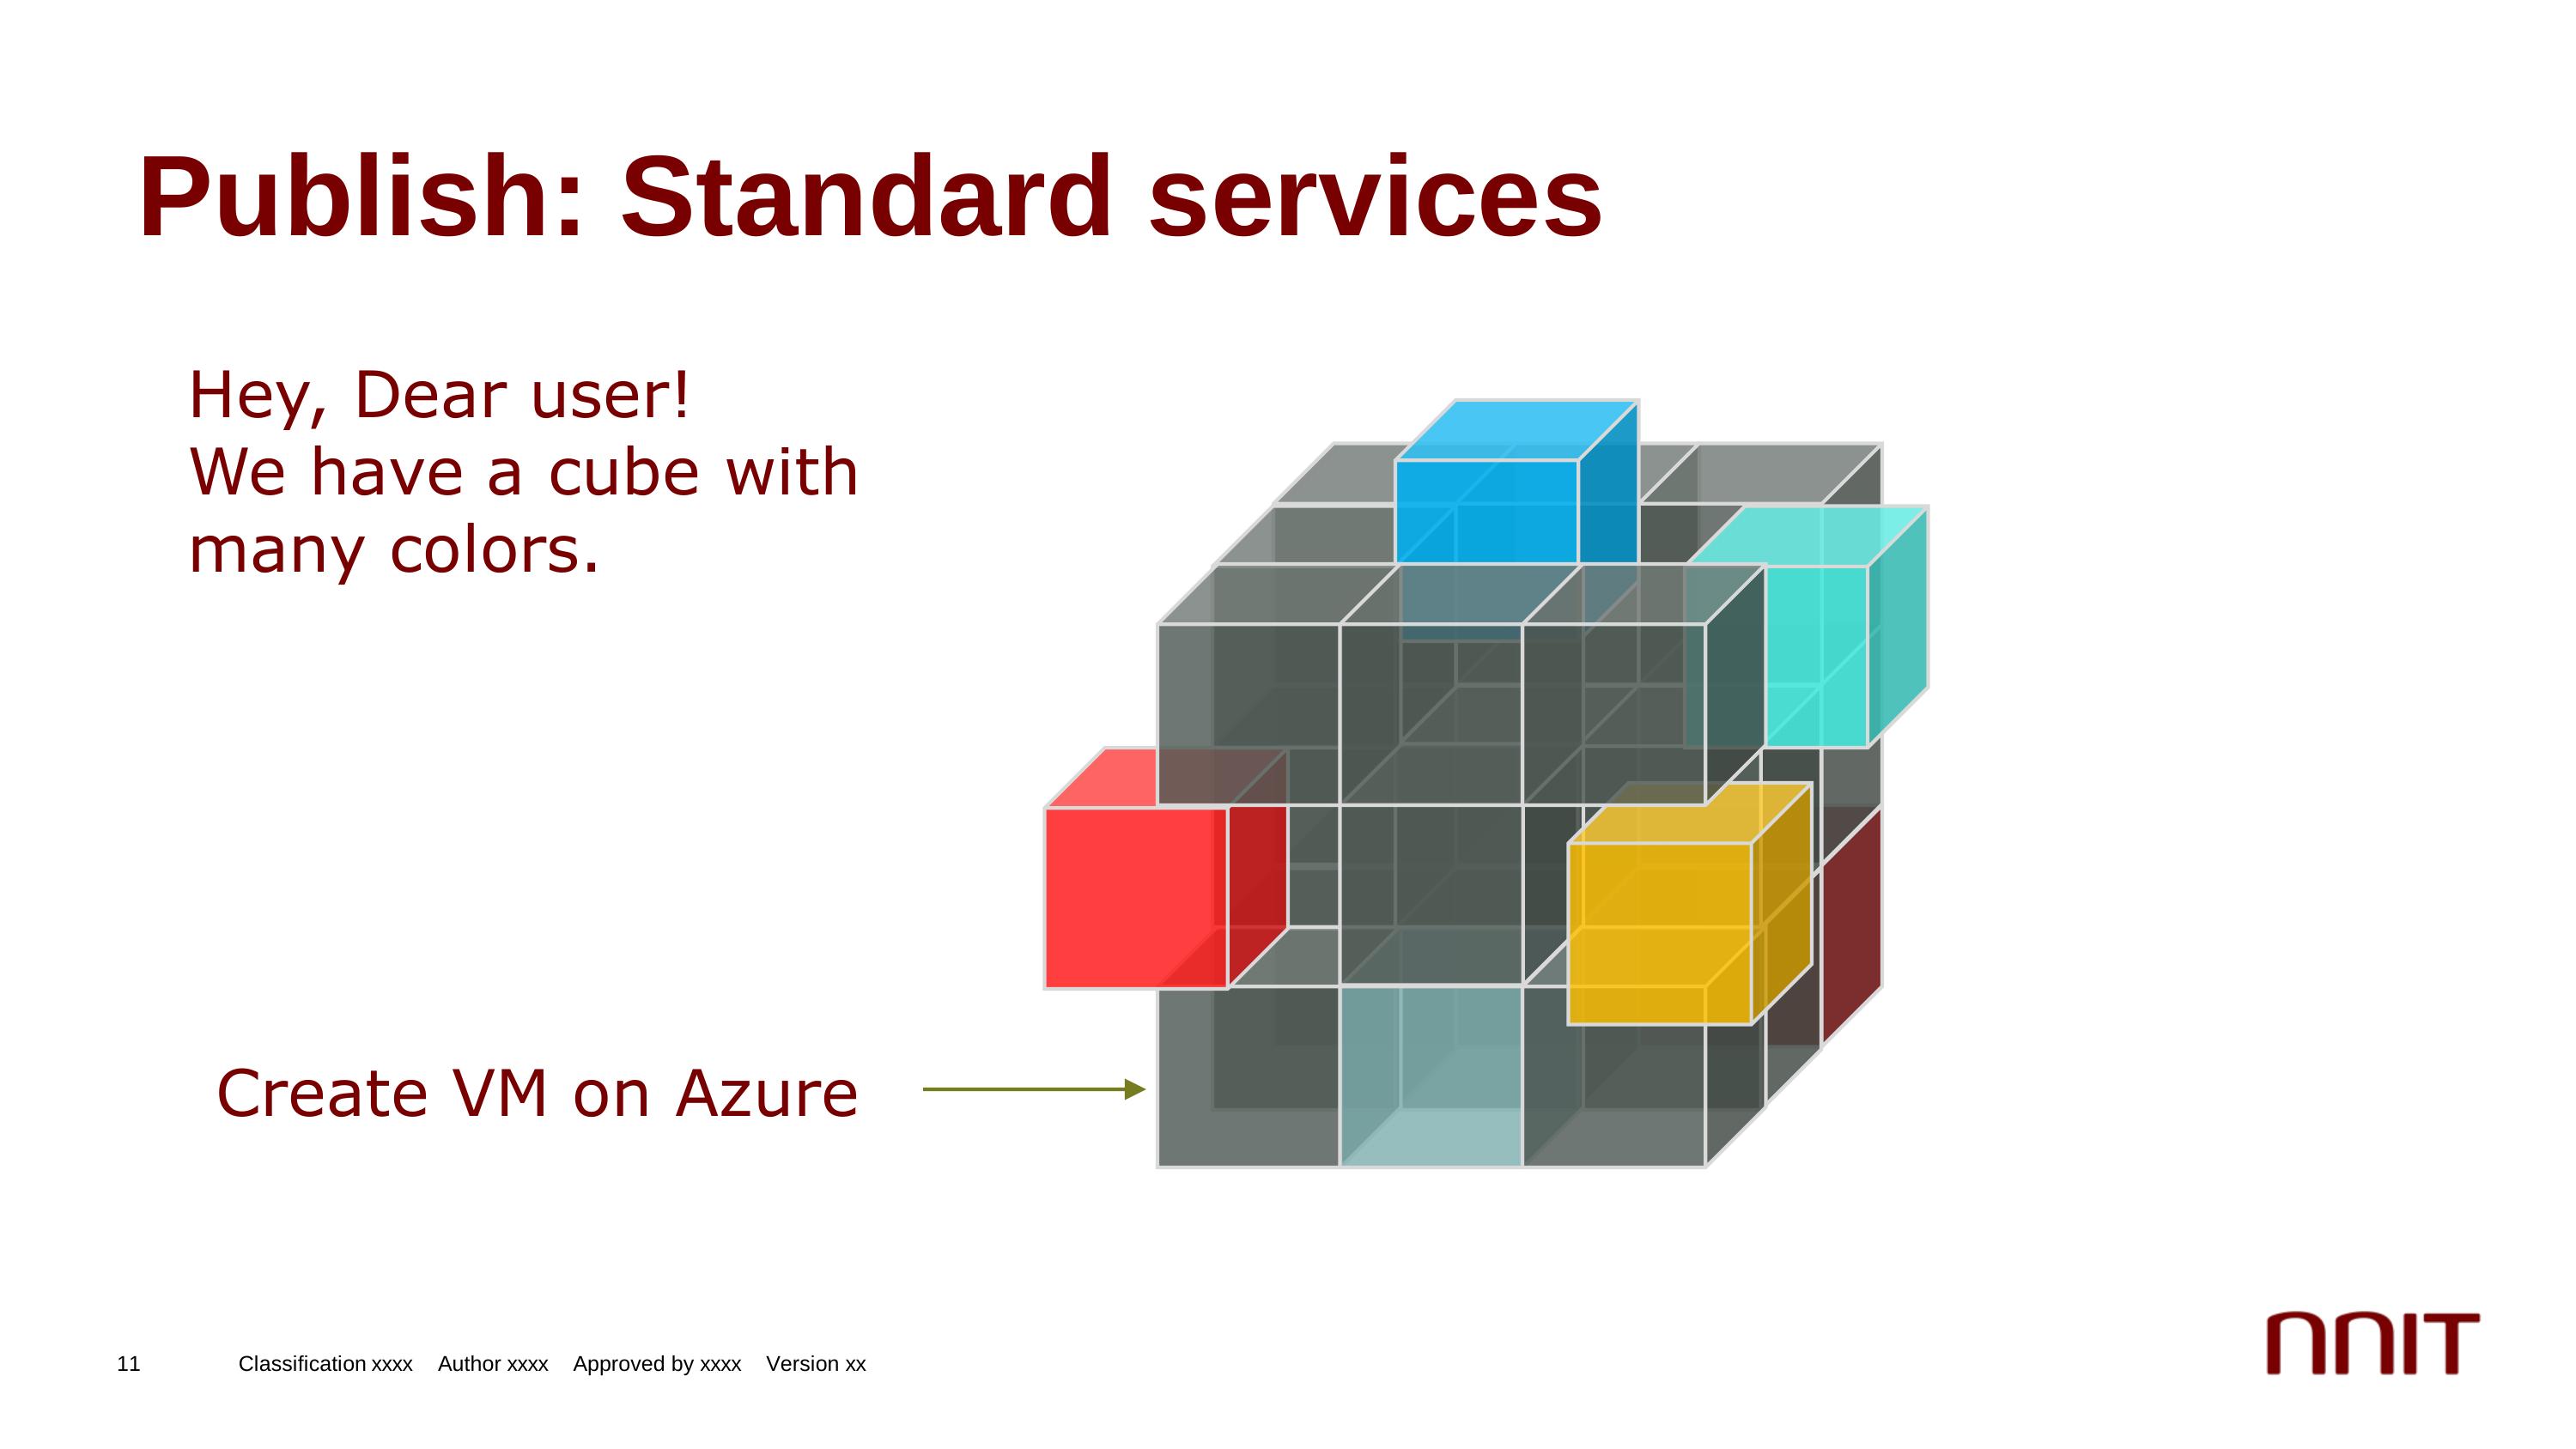 Publish: Standard services
Hey, Dear user!
We have a cube with
many colors.
Create VM on Azure
11 Classification xxxx Author xxxx Approved by xxxx Version xx
nnIT